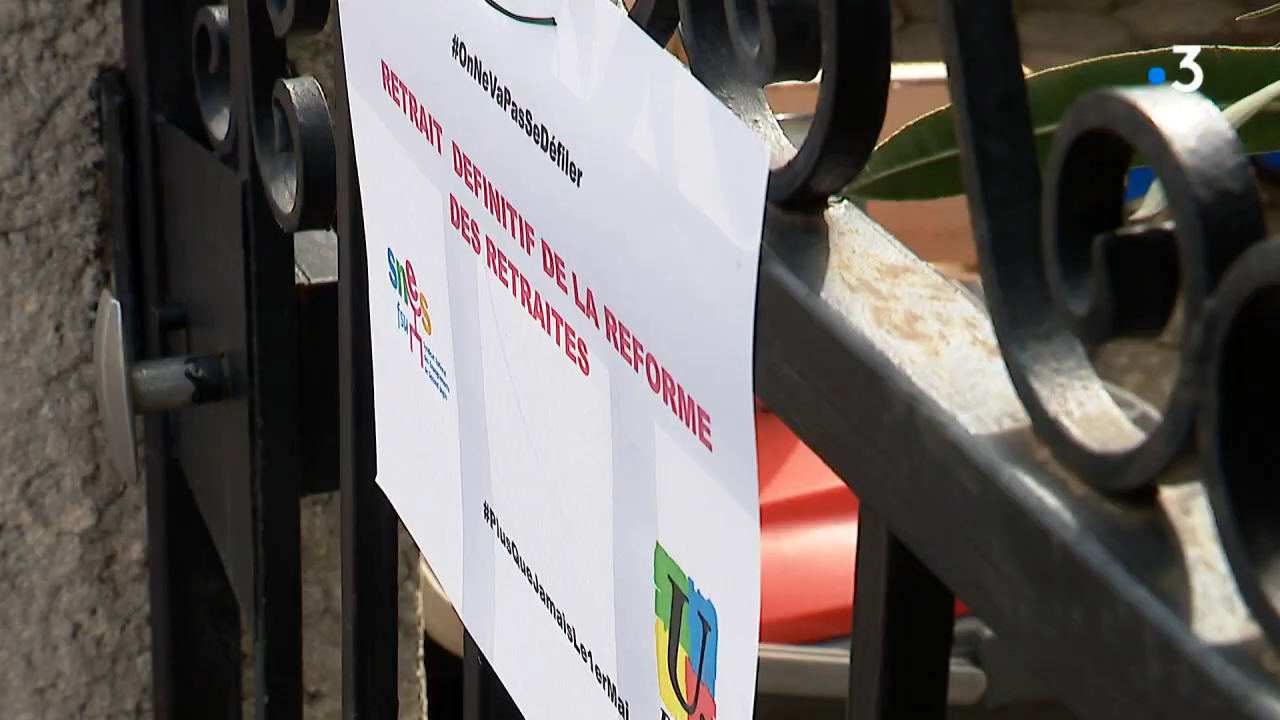 3
#OnNeVaPasSeDéfiler
RETRAIT DEFINITIF DE LA REFORME
DES RETRAITES
snes
fsu
#PlusQueJamaisLe1erMai
U